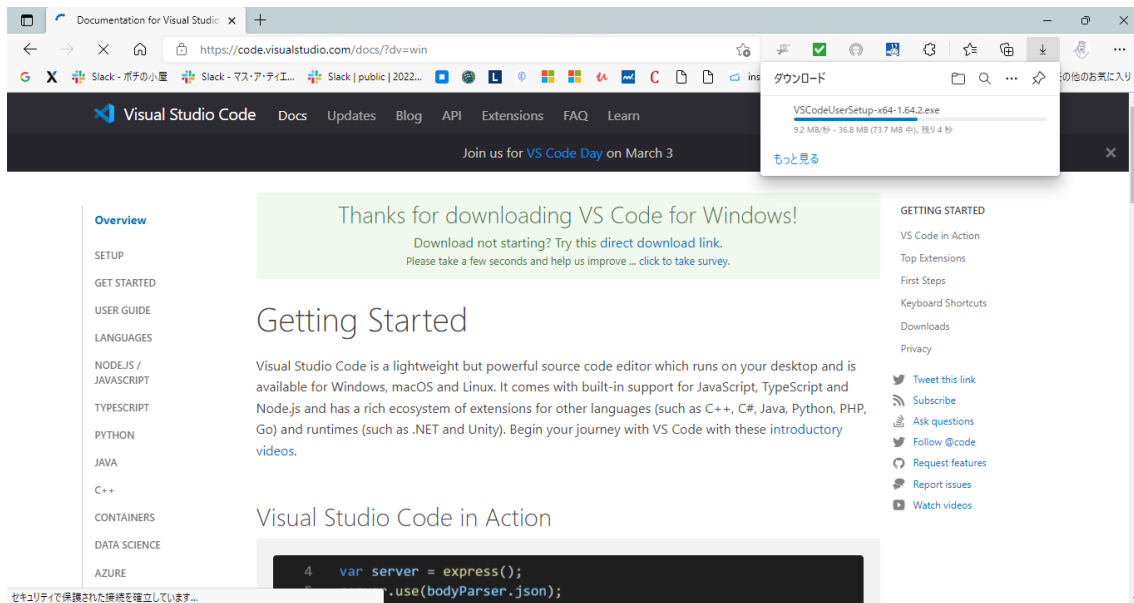 Documentation for Visual Studio
https://code.visualstudio.com/docs/?dv=win
Slack - ポチの小屋
Slack - マス・ア・ティエ...
Slack | public | 2022...
ins
の他のお気に入り
ダウンロード
VSCodeUserSetup-x64-1.64.2.exe
9.2 MB/秒 - 36.8 MB (73.7 MB 中)、残り 4 秒
もっと見る
Visual Studio Code
Docs
Updates
Blog
API
Extensions
FAQ
Learn
Join us for VS Code Day on March 3
Overview
SETUP
GET STARTED
USER GUIDE
LANGUAGES
NODE.JS /
JAVASCRIPT
TYPESCRIPT
PYTHON
JAVA
C++
CONTAINERS
DATA SCIENCE
AZURE
Thanks for downloading VS Code for Windows!
Download not starting? Try this direct download link.
Please take a few seconds and help us improve ... click to take survey.
Getting Started
Visual Studio Code is a lightweight but powerful source code editor which runs on your desktop and is
available for Windows, macOS and Linux. It comes with built-in support for JavaScript, TypeScript and
Node.js and has a rich ecosystem of extensions for other languages (such as C++, C#, Java, Python, PHP,
Go) and runtimes (such as .NET and Unity). Begin your journey with VS Code with these introductory
videos.
Visual Studio Code in Action
4 var server = express();
.use(bodyParser.json);
GETTING STARTED
VS Code in Action
Top Extensions
First Steps
Keyboard Shortcuts
Downloads
Privacy
Tweet this link
Subscribe
Ask questions
Follow @code
Request features
Report issues
Watch videos
セキュリティで保護された接続を確立しています...